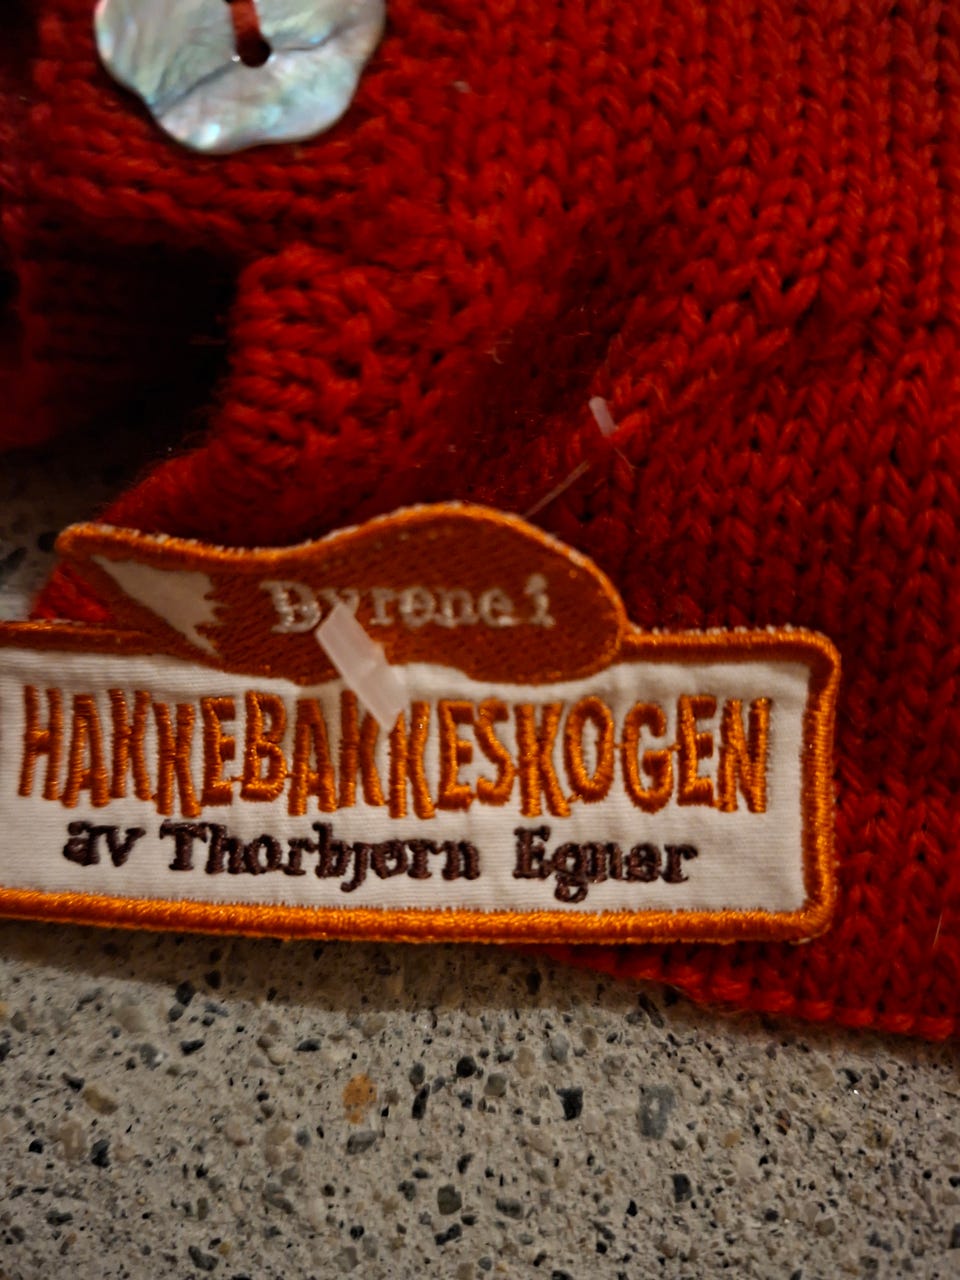 Dyrene i
HAKKEBAKKESKOGEN
av Thorbjørn Egner